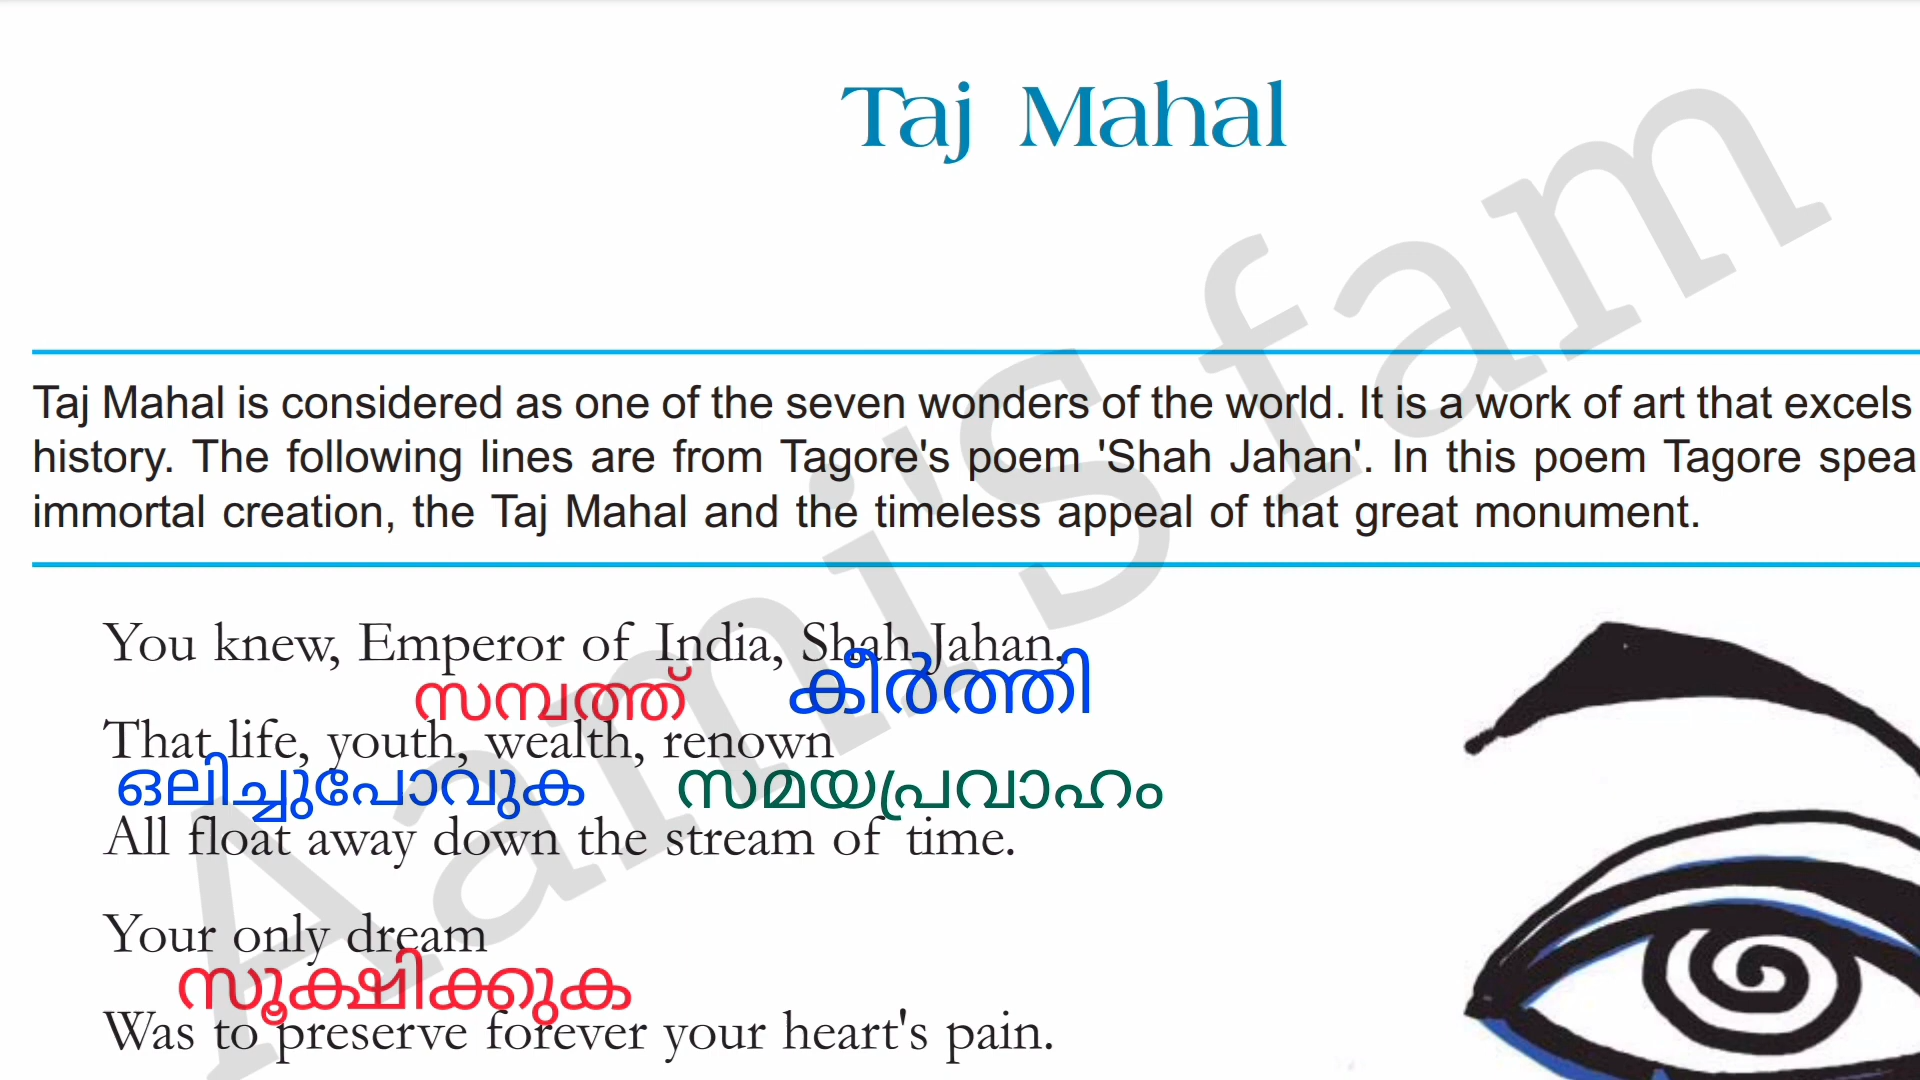 Taj Mahal
Taj Mahal is considered as one of the seven wonders of the world. It is a work of art that excels
history. The following lines are from Tagore's poem 'Shah Jahan'. In this poem Tagore spea
immortal creation, the Taj Mahal and the timeless appeal of that great monument.
You knew, Emperor of India, Shah Jahan,
സമ്പത്ത് കീർത്തി
That life, youth, wealth, renown
ഒലിച്ചുപോവുക സമയപ്രവാഹം
All float away down the stream of time.
Your only dream
സൂക്ഷിക്കുക
Was to preserve forever your heart's pain.
Aami'S fam